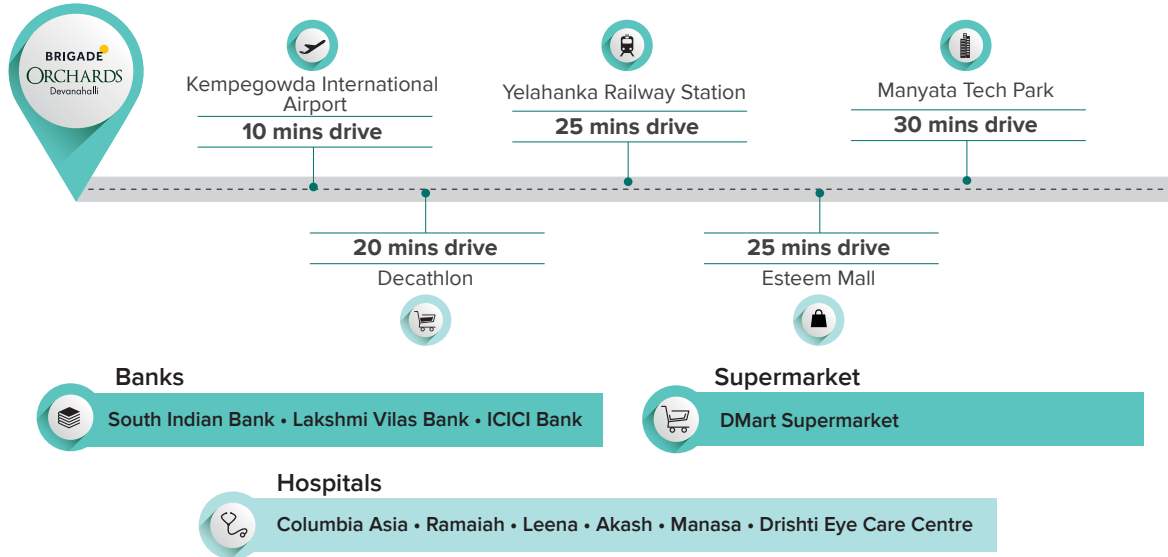 BRIGADE
ORCHARDS
Devanahalli
Kempegowda International
Airport
10 mins drive
Yelahanka Railway Station
25 mins drive
Manyata Tech Park
30 mins drive
20 mins drive
Decathlon
25 mins drive
Esteem Mall
Banks
South Indian Bank • Lakshmi Vilas Bank • ICICI Bank
Supermarket
DMart Supermarket
Hospitals
Columbia Asia • Ramaiah • Leena • Akash • Manasa • Drishti Eye Care Centre